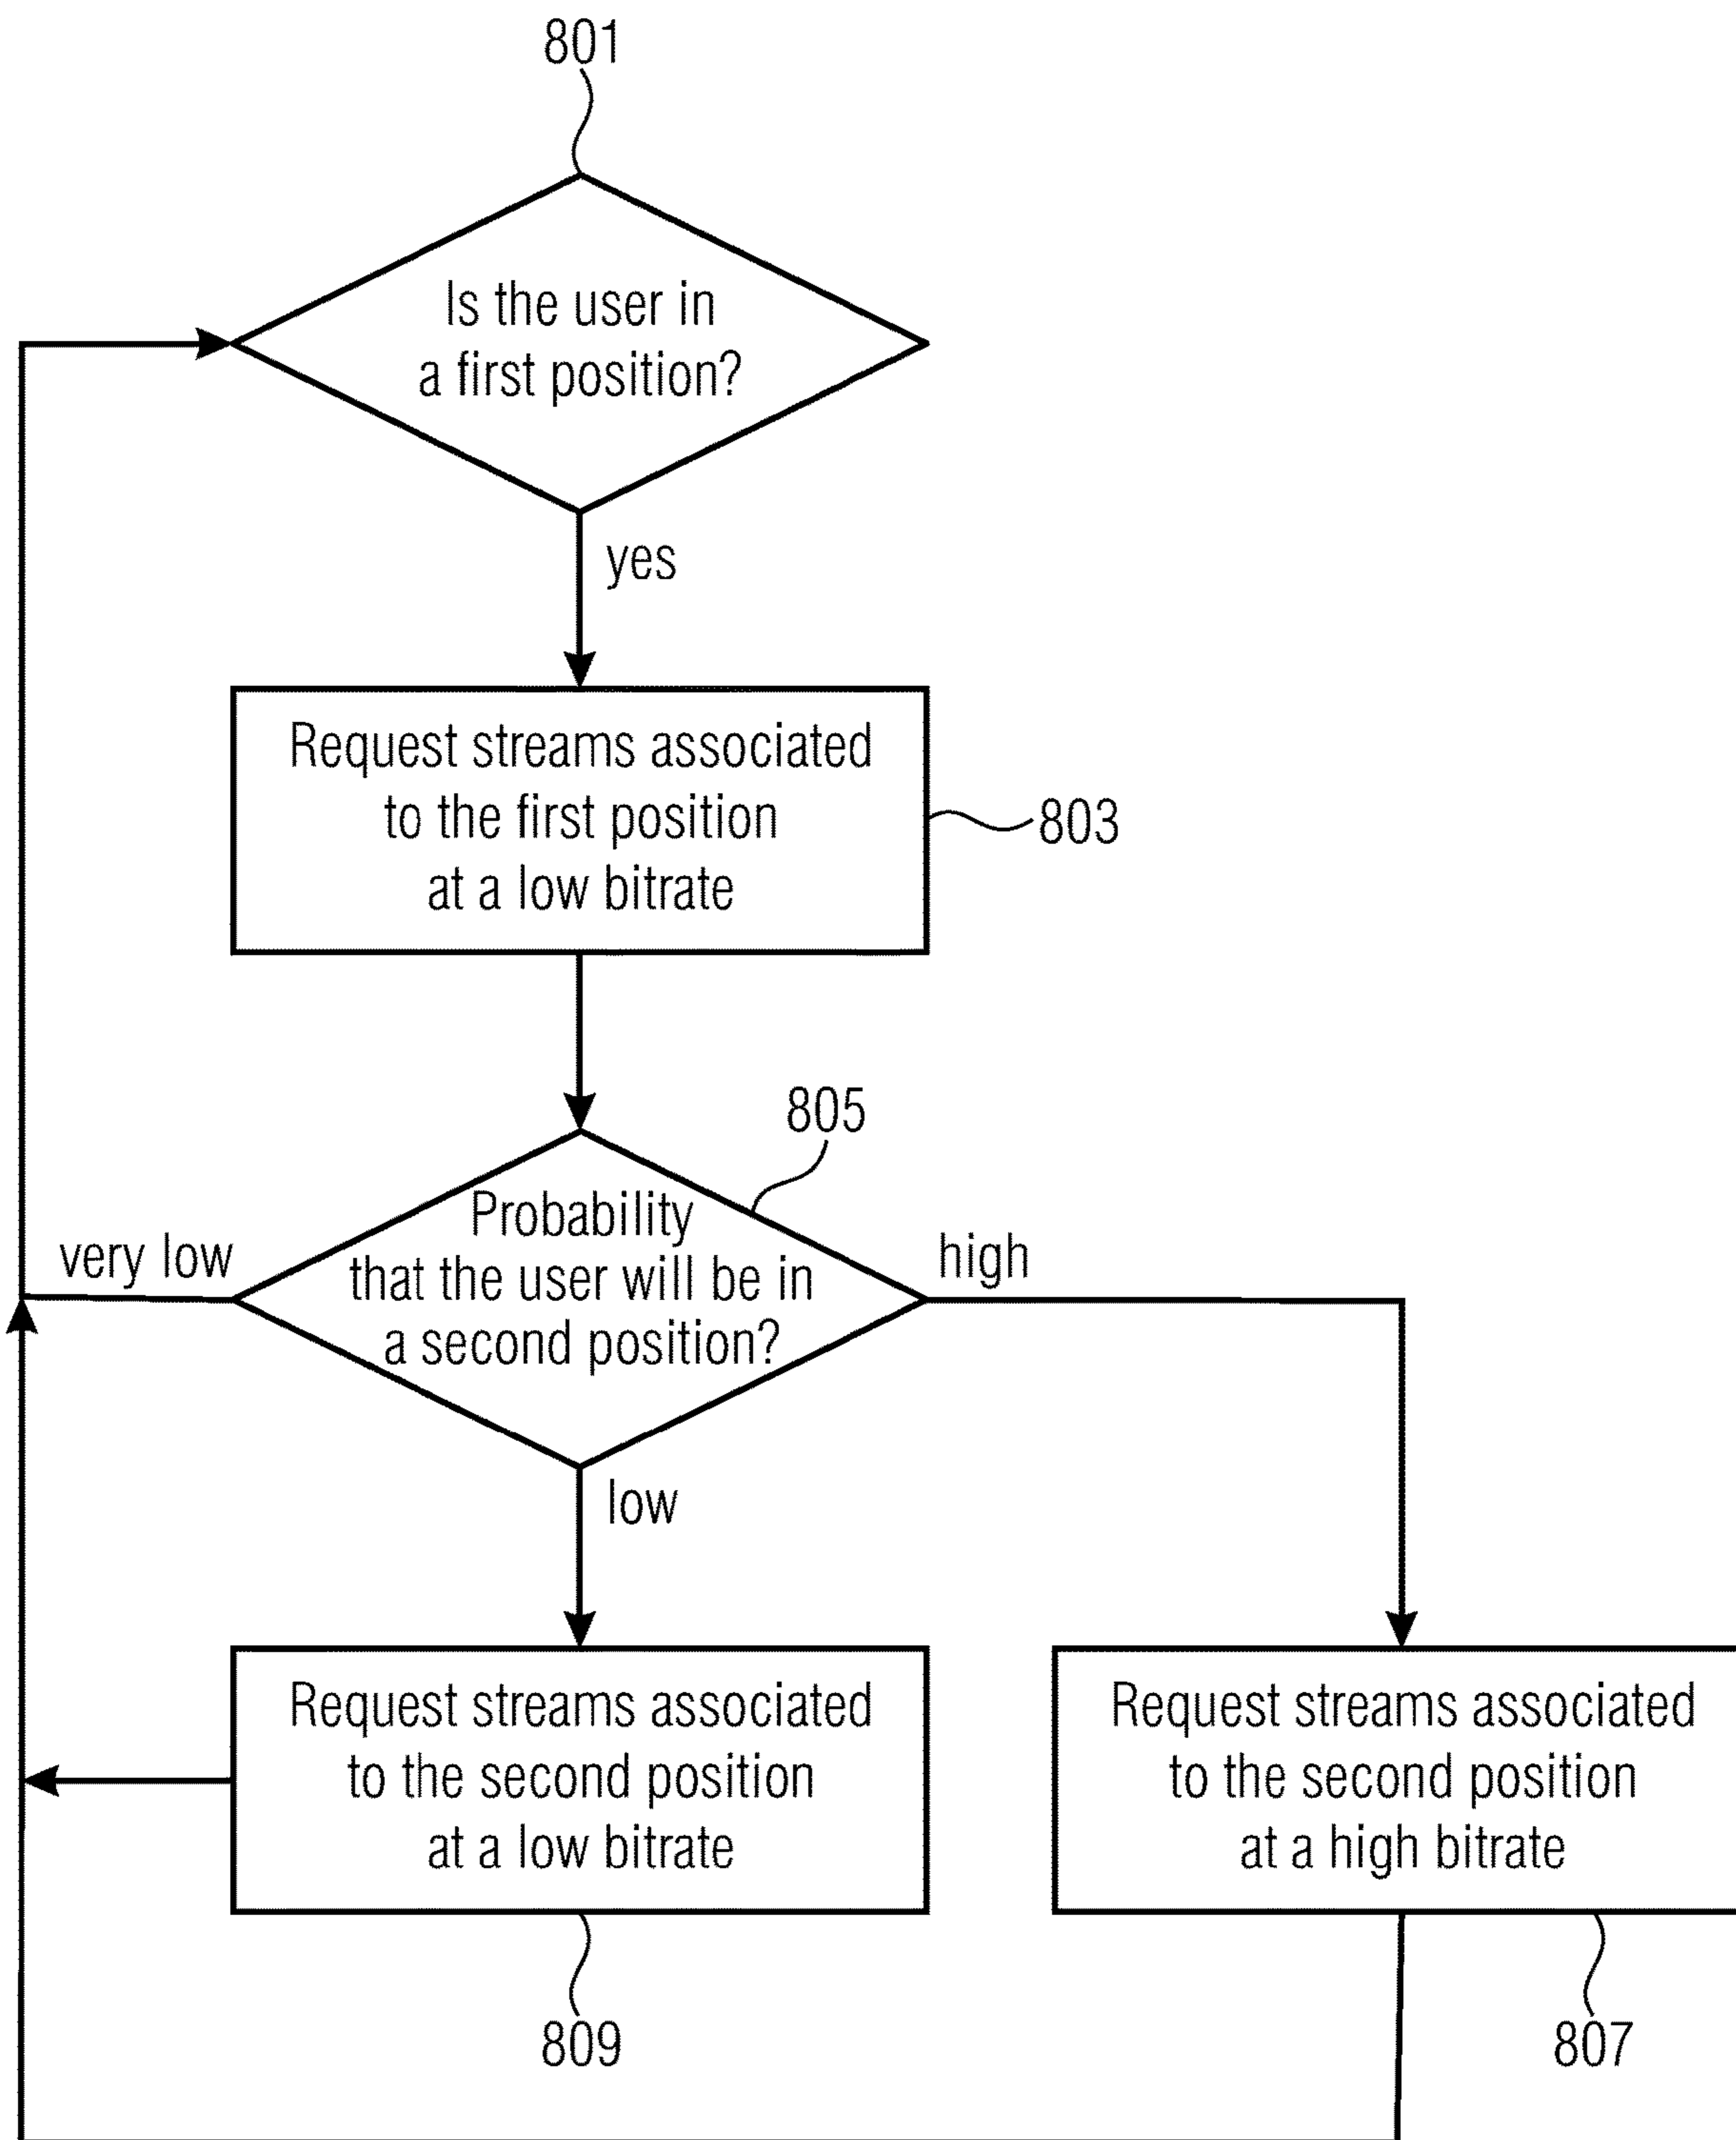 801
Is the user in
a first position?
yes
Request streams associated
to the first position
at a low bitrate
803
805
Probability
that the user will be in
a second position?
very low
high
low
Request streams associated
to the second position
at a low bitrate
Request streams associated
to the second position
at a high bitrate
809
807